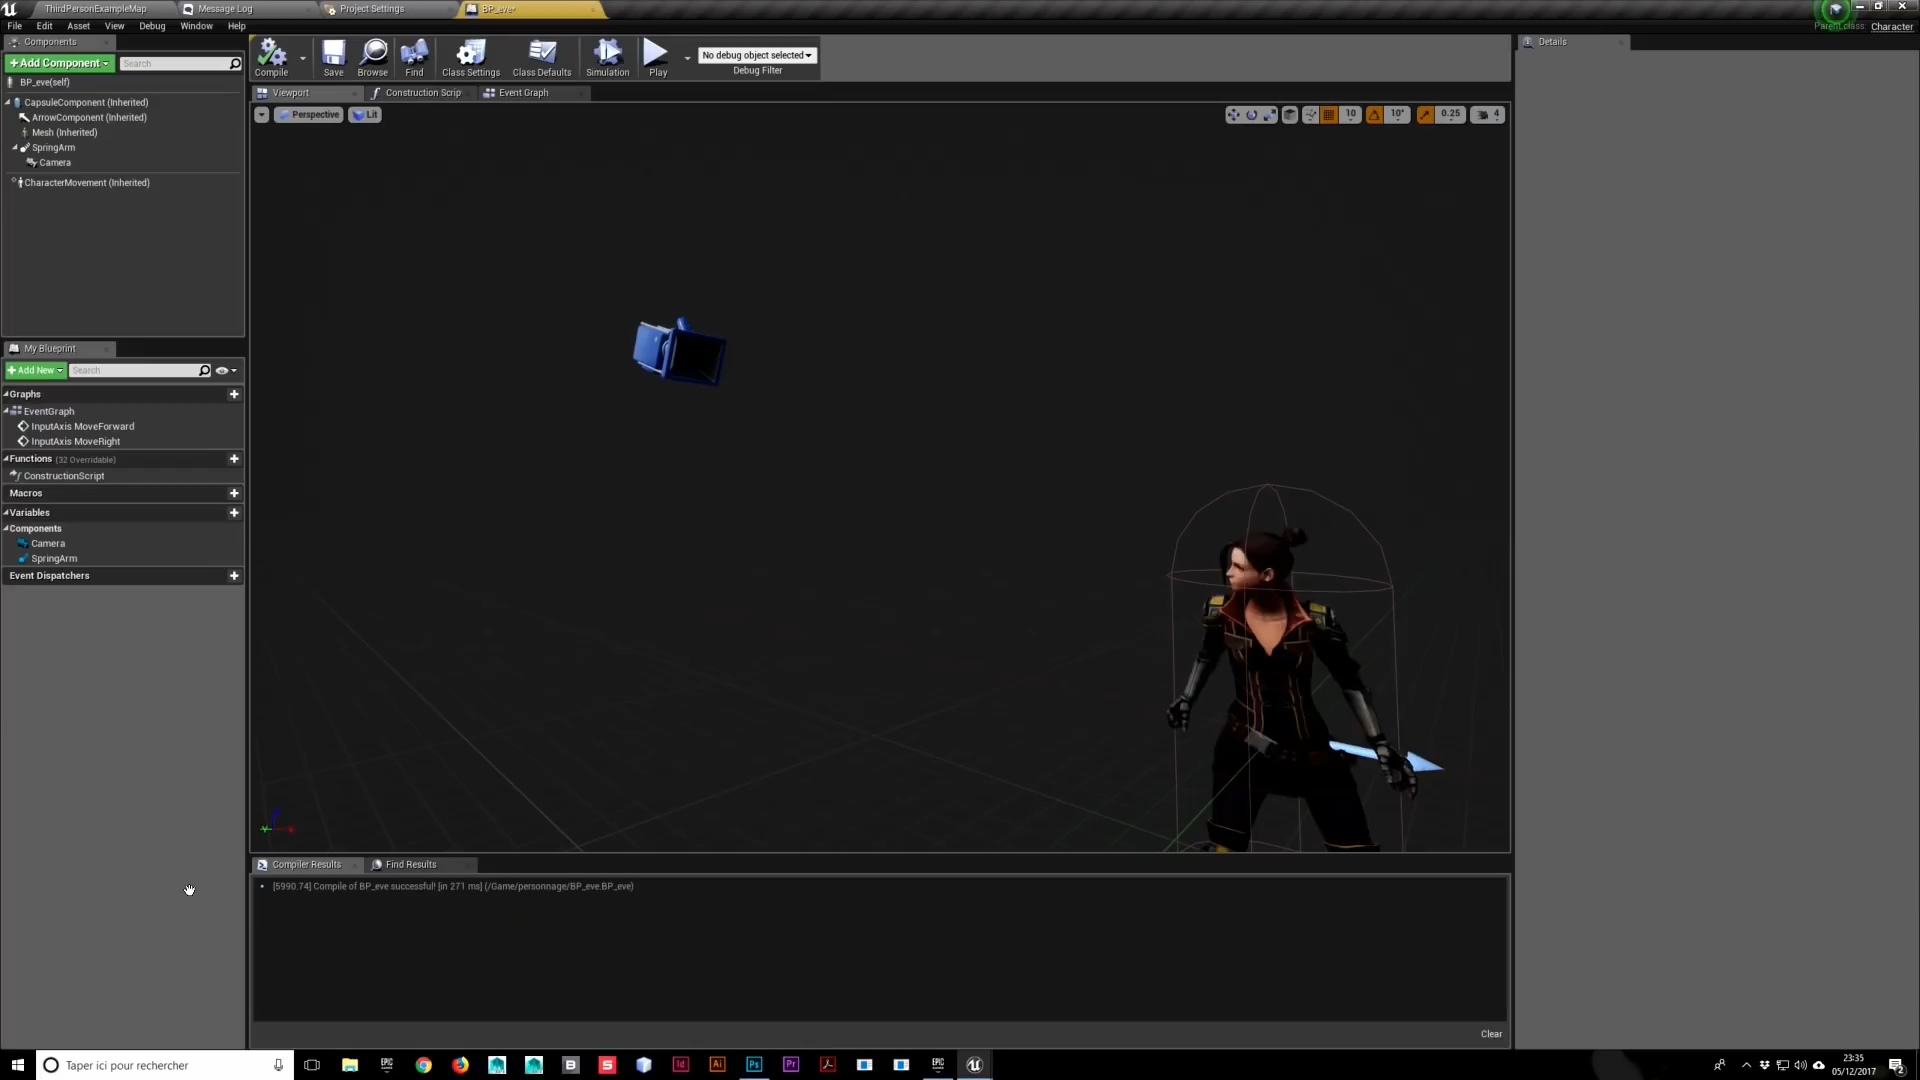 ThirdPersonExampleMap Message Log Project Settings BP_eve*
File Edit Asset View Debug Window Help Parent class: Character
Components Details
+Add Component Search Compile Save Browse Find Class Settings Class Defaults Simulation Play No debug object selected Debug Filter
BP_eve(self)
Viewport Construction Scrip Event Graph
CapsuleComponent (Inherited)
ArrowComponent (Inherited)
Mesh (Inherited)
SpringArm
Camera
CharacterMovement (Inherited)
Perspective Lit 10 10° 0.25 4
My Blueprint
+Add New Search
Graphs
EventGraph
InputAxis MoveForward
InputAxis MoveRight
Functions (32 Overridable)
ConstructionScript
Macros
Variables
Components
Camera
SpringArm
Event Dispatchers
Compiler Results Find Results
[5990.74] Compile of BP_eve successful! [in 271 ms] (/Game/personnage/BP_eve.BP_eve)
Clear
Taper ici pour rechercher
23:35
05/12/2017